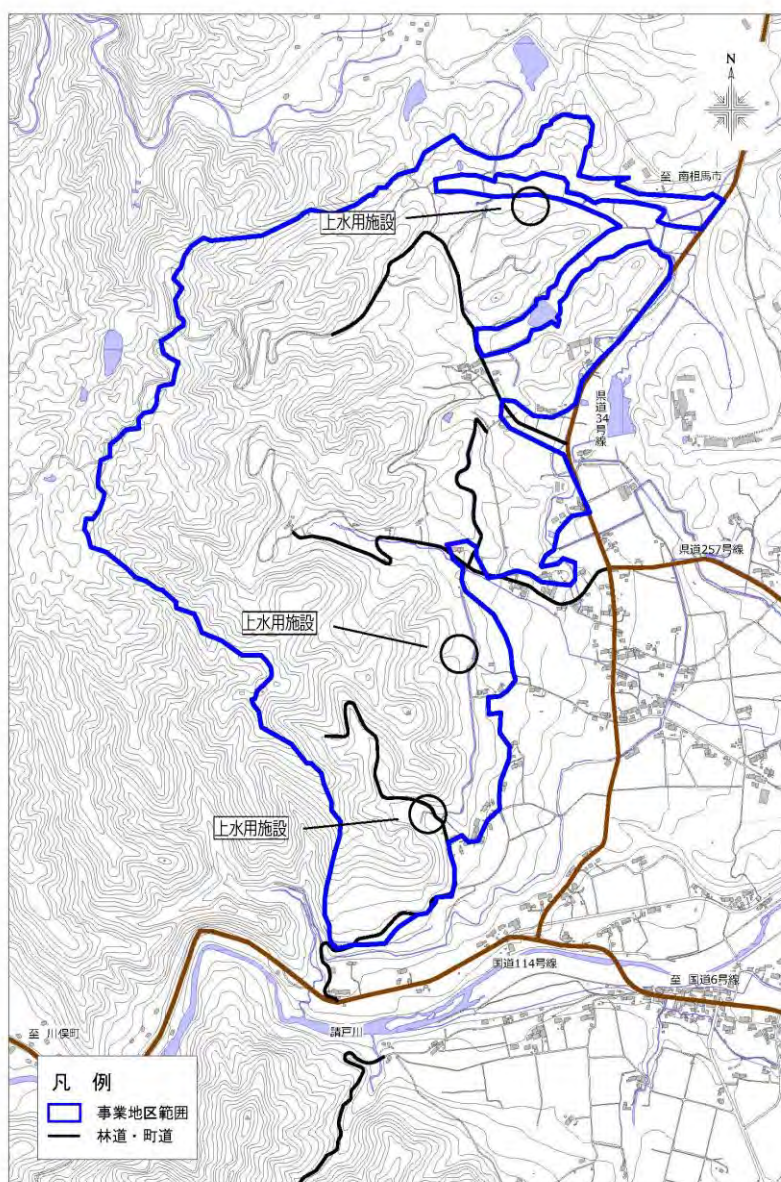 N
至 南相馬市
上水用施設
県道34号線
県道257号線
上水用施設
上水用施設
国道114号線
至 国道6号線
至 川俣町
請戸川
凡 例
事業地区範囲
林道・町道